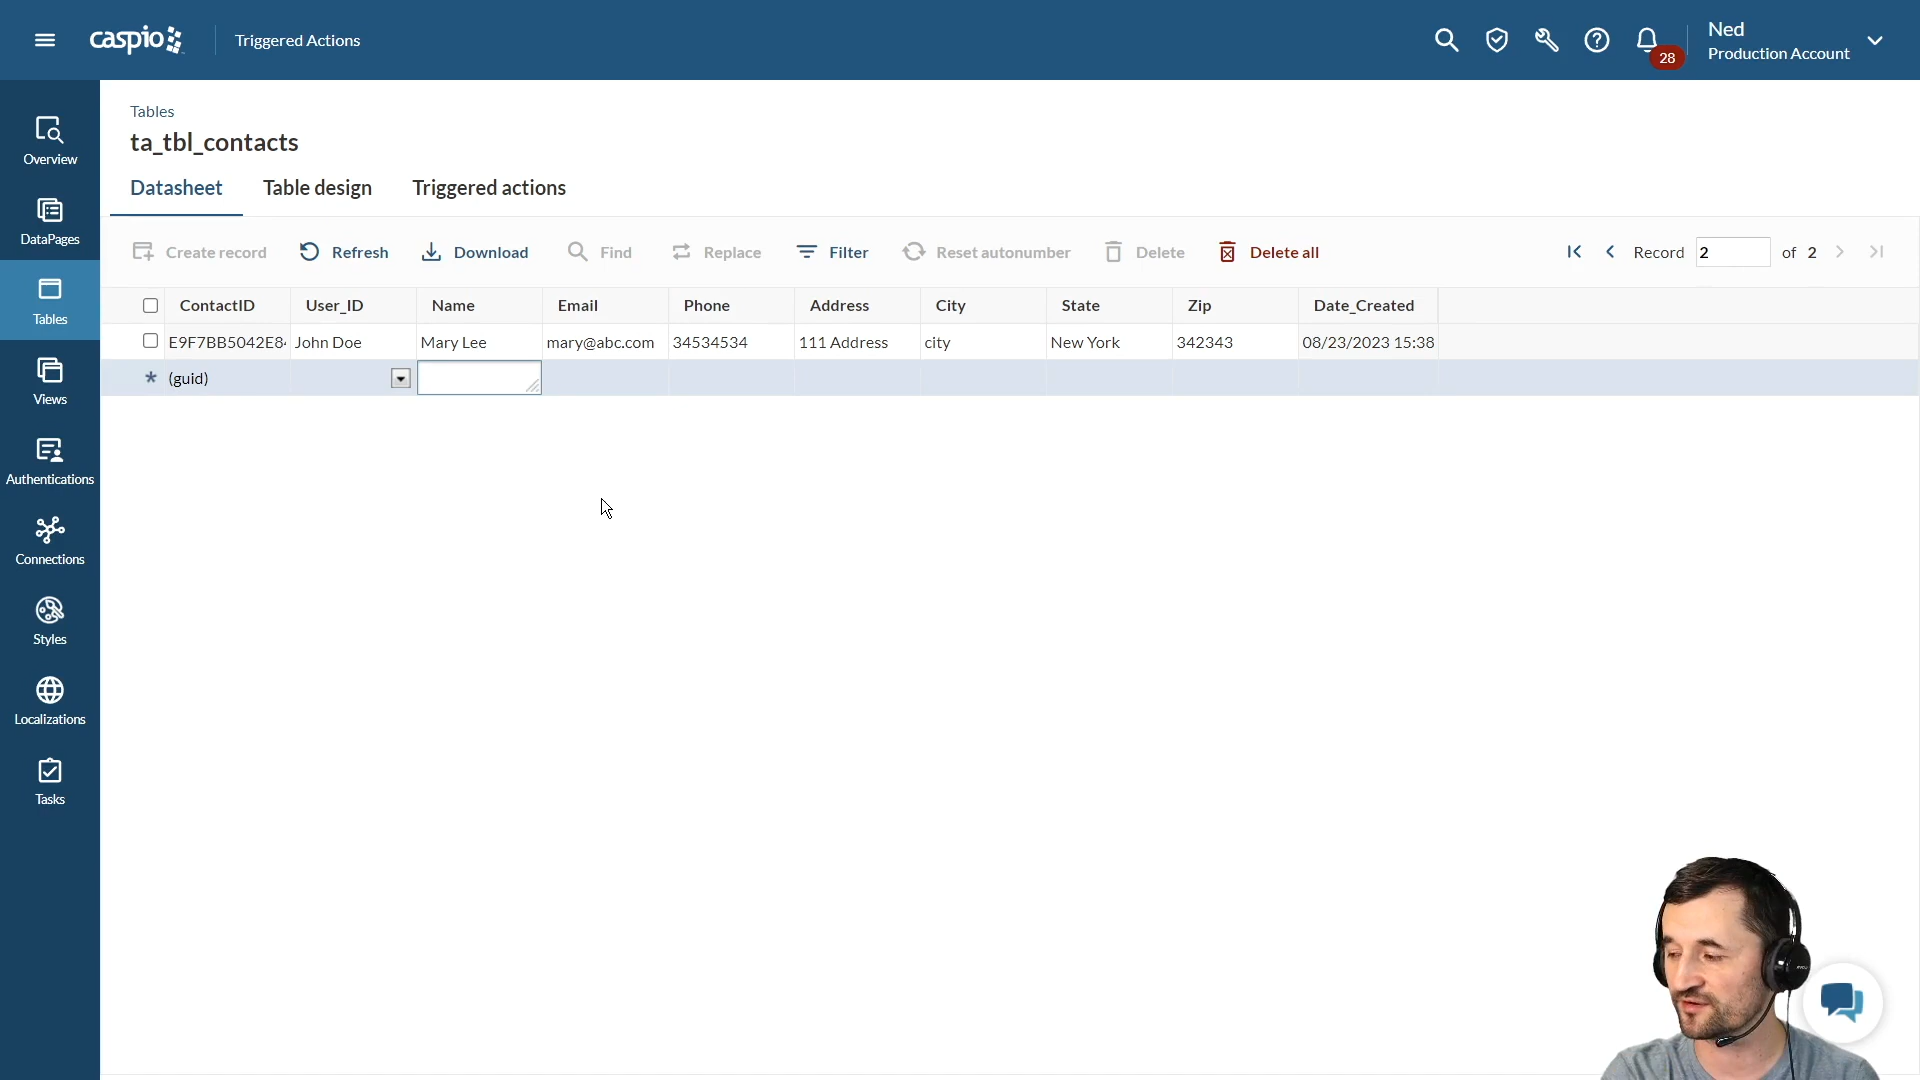 caspio
Triggered Actions
28
Ned
Production Account
Overview
DataPages
Tables
Views
Authentications
Connections
Styles
Localizations
Tasks
Tables
ta_tbl_contacts
Datasheet Table design Triggered actions
Create record Refresh Download Find Replace Filter Reset autonumber Delete Delete all Record 2 of 2
ContactID User_ID Name Email Phone Address City State Zip Date_Created
E9F7BB5042E8 John Doe Mary Lee mary@abc.com 34534534 111 Address city New York 342343 08/23/2023 15:38
* (guid)